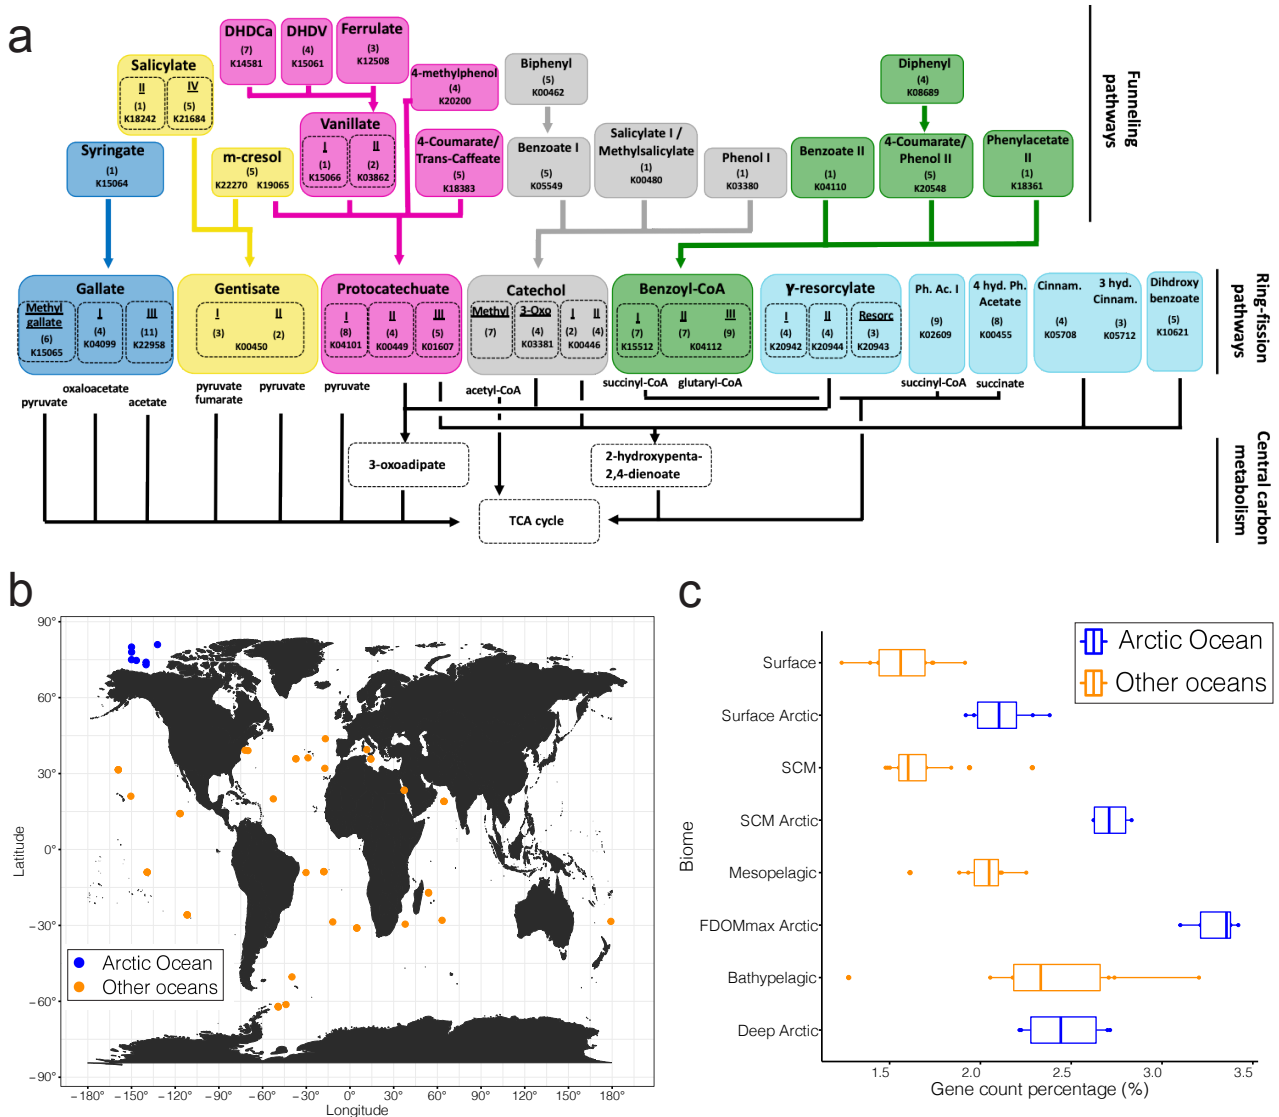 a
DHDCa
(7)
K14581
DHDV
(4)
K15061
Ferrulate
(3)
K12508
Salicylate
II
(1)
K18242
IV
(5)
K21684
4-methylphenol
(4)
K20200
Biphenyl
(5)
K00462
Diphenyl
(4)
K08689
Funneling
pathways
Syringate
(1)
K15064
m-cresol
(5)
K22270 K19065
Vanillate
I
(1)
K15066
II
(2)
K03862
4-Coumarate/
Trans-Caffeate
(5)
K18383
Benzoate I
(5)
K05549
Salicylate I /
Methylsalicylate
(1)
K00480
Phenol I
(1)
K03380
Benzoate II
(1)
K04110
4-Coumarate/
Phenol II
(5)
K20548
Phenylacetate
II
(1)
K18361
Gallate
Methyl
gallate
(6)
K15065
I
(4)
K04099
III
(11)
K22958
Gentisate
I
(3)
II
(2)
K00450
Protocatechuate
I
(8)
K04101
II
(4)
K00449
III
(5)
K01607
Catechol
Methyl
(7)
3-Oxo
(4)
K03381
I
(2)
II
(4)
K00446
Benzoyl-CoA
I
(7)
K15512
II
(7)
III
(9)
K04112
γ-resorcylate
I
(4)
K20942
II
(4)
K20944
Resorc
(3)
K20943
Ph. Ac. I
(9)
K02609
4 hyd. Ph.
Acetate
(8)
K00455
Cinnam.
(4)
K05708
3 hyd.
Cinnam.
(3)
K05712
Dihdroxy
benzoate
(5)
K10621
Ring-fission
pathways
pyruvate
oxaloacetate
acetate
pyruvate
fumarate
pyruvate
pyruvate
acetyl-CoA
succinyl-CoA
glutaryl-CoA
succinyl-CoA
succinate
3-oxoadipate
2-hydroxypenta-
2,4-dienoate
TCA cycle
Central carbon
metabolism
b
90°
60°
30°
0°
−30°
−60°
−90°
Latitude
Arctic Ocean
Other oceans
−180° −150° −120° −90° −60° −30° 0° 30° 60° 90° 120° 150° 180°
Longitude
c
Arctic Ocean
Other oceans
Surface
Surface Arctic
SCM
SCM Arctic
Mesopelagic
FDOMmax Arctic
Bathypelagic
Deep Arctic
Biome
1.5 2.0 2.5 3.0 3.5
Gene count percentage (%)